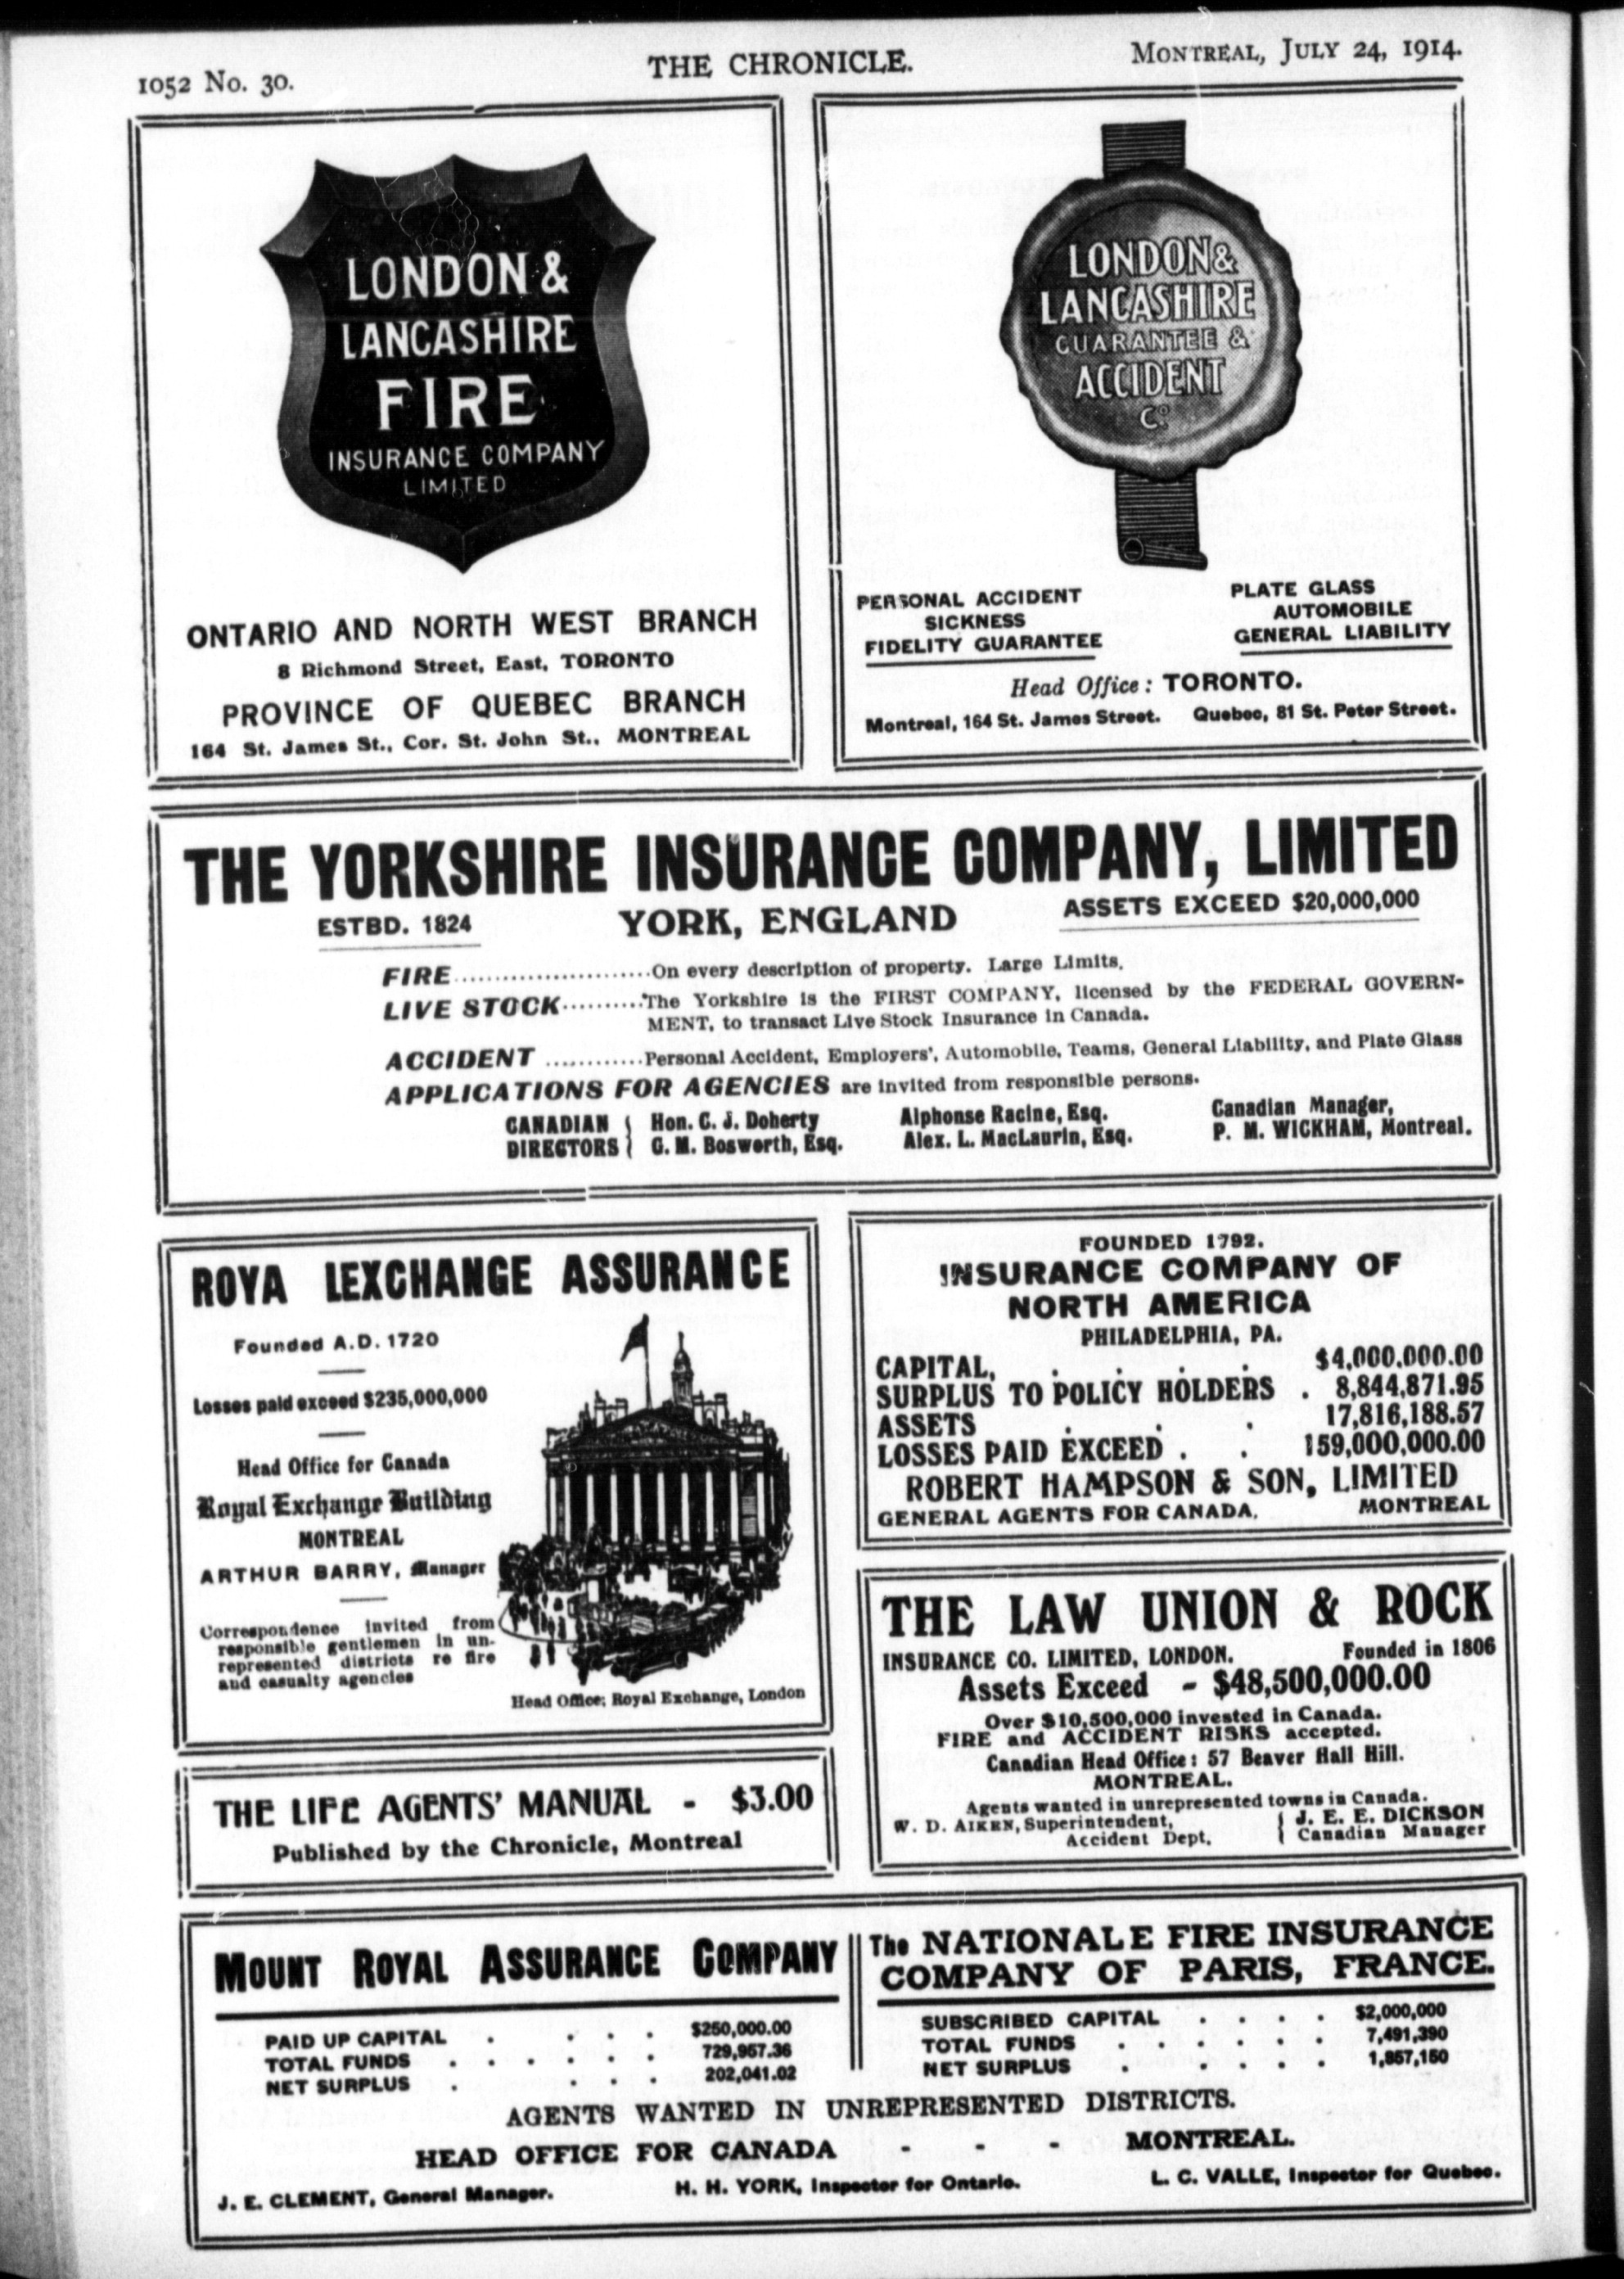 1052 No. 30.
THE CHRONICLE.
MONTREAL, JULY 24, 1914.
LONDON &
LANCASHIRE
FIRE
INSURANCE COMPANY
LIMITED
ONTARIO AND NORTH WEST BRANCH
8 Richmond Street, East, TORONTO
PROVINCE OF QUEBEC BRANCH
164 St. James St., Cor. St. John St., MONTREAL
LONDON &
LANCASHIRE
GUARANTEE &
ACCIDENT
Co.
PERSONAL ACCIDENT
SICKNESS
FIDELITY GUARANTEE
PLATE GLASS
AUTOMOBILE
GENERAL LIABILITY
Head Office: TORONTO.
Montreal, 164 St. James Street. Quebec, 81 St. Peter Street.
THE YORKSHIRE INSURANCE COMPANY, LIMITED
ESTBD. 1824 YORK, ENGLAND ASSETS EXCEED $20,000,000
FIRE.......................On every description of property. Large Limits.
LIVE STOCK..........The Yorkshire is the FIRST COMPANY, licensed by the FEDERAL GOVERN-
MENT, to transact Live Stock Insurance in Canada.
ACCIDENT ............Personal Accident, Employers', Automobile, Teams, General Liability, and Plate Glass
APPLICATIONS FOR AGENCIES are invited from responsible persons.
CANADIAN { Hon. C. J. Doherty Alphonse Racine, Esq. Canadian Manager,
DIRECTORS { G. M. Bosworth, Esq. Alex. L. MacLaurin, Esq. P. M. WICKHAM, Montreal.
ROYA LEXCHANGE ASSURANCE
Founded A.D. 1720
Losses paid exceed $235,000,000
Head Office for Canada
Royal Exchange Building
MONTREAL
ARTHUR BARRY, Manager
Correspondence invited from
responsible gentlemen in un-
represented districts re fire
and casualty agencies
Head Office; Royal Exchange, London
FOUNDED 1792.
INSURANCE COMPANY OF
NORTH AMERICA
PHILADELPHIA, PA.
CAPITAL, . . . . $4,000,000.00
SURPLUS TO POLICY HOLDERS . 8,844,871.95
ASSETS . . . 17,816,188.57
LOSSES PAID EXCEED . . 159,000,000.00
ROBERT HAMPSON & SON, LIMITED
GENERAL AGENTS FOR CANADA. MONTREAL
THE LAW UNION & ROCK
INSURANCE CO. LIMITED, LONDON. Founded in 1806
Assets Exceed - $48,500,000.00
Over $10,500,000 invested in Canada.
FIRE and ACCIDENT RISKS accepted.
Canadian Head Office: 57 Beaver Hall Hill.
MONTREAL.
Agents wanted in unrepresented towns in Canada.
W. D. AIKEN, Superintendent, { J. E. E. DICKSON
Accident Dept. { Canadian Manager
THE LIFE AGENTS' MANUAL - $3.00
Published by the Chronicle, Montreal
MOUNT ROYAL ASSURANCE COMPANY
PAID UP CAPITAL . . . . $250,000.00
TOTAL FUNDS . . . . . . 729,957.36
NET SURPLUS . . . . 202,041.02
The NATIONALE FIRE INSURANCE
COMPANY OF PARIS, FRANCE.
SUBSCRIBED CAPITAL . . . . $2,000,000
TOTAL FUNDS . . . . . . 7,491,390
NET SURPLUS . . . . 1,857,150
AGENTS WANTED IN UNREPRESENTED DISTRICTS.
HEAD OFFICE FOR CANADA - - - MONTREAL.
J. E. CLEMENT, General Manager. H. H. YORK, Inspector for Ontario. L. C. VALLE, Inspector for Quebec.